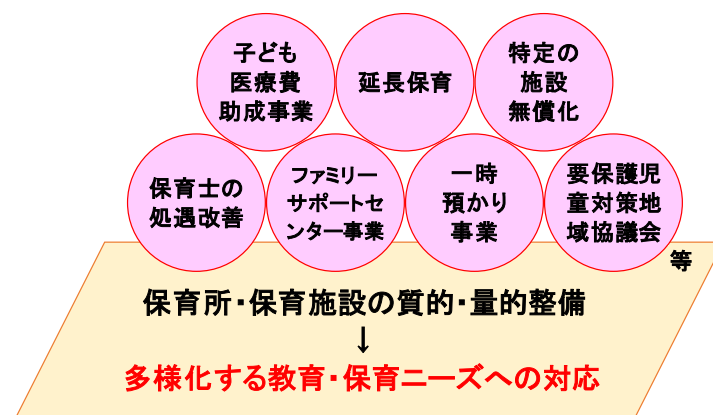 子ども
医療費
助成事業
延長保育
特定の
施設
無償化
保育士の
処遇改善
ファミリー
サポートセ
ンター事業
一時
預かり
事業
要保護児
童対策地
域協議会
等
保育所・保育施設の質的・量的整備
↓
多様化する教育・保育ニーズへの対応